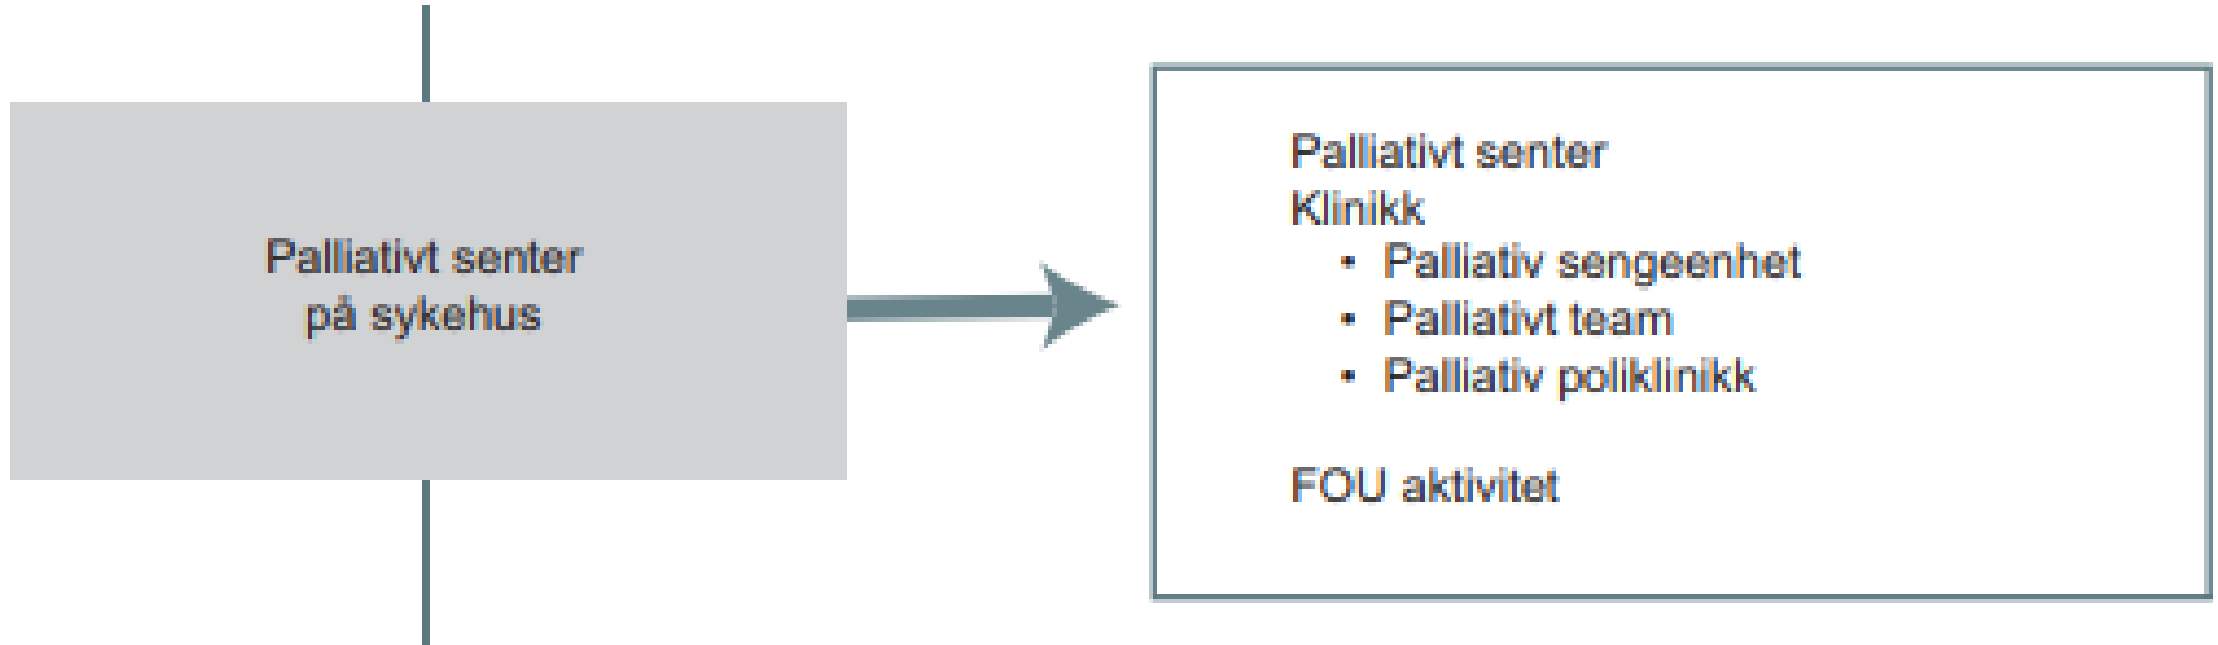 Palliativt senter
på sykehus
Palliativt senter
Klinikk
• Palliativ sengeenhet
• Palliativt team
• Palliativ poliklinikk
FOU aktivitet